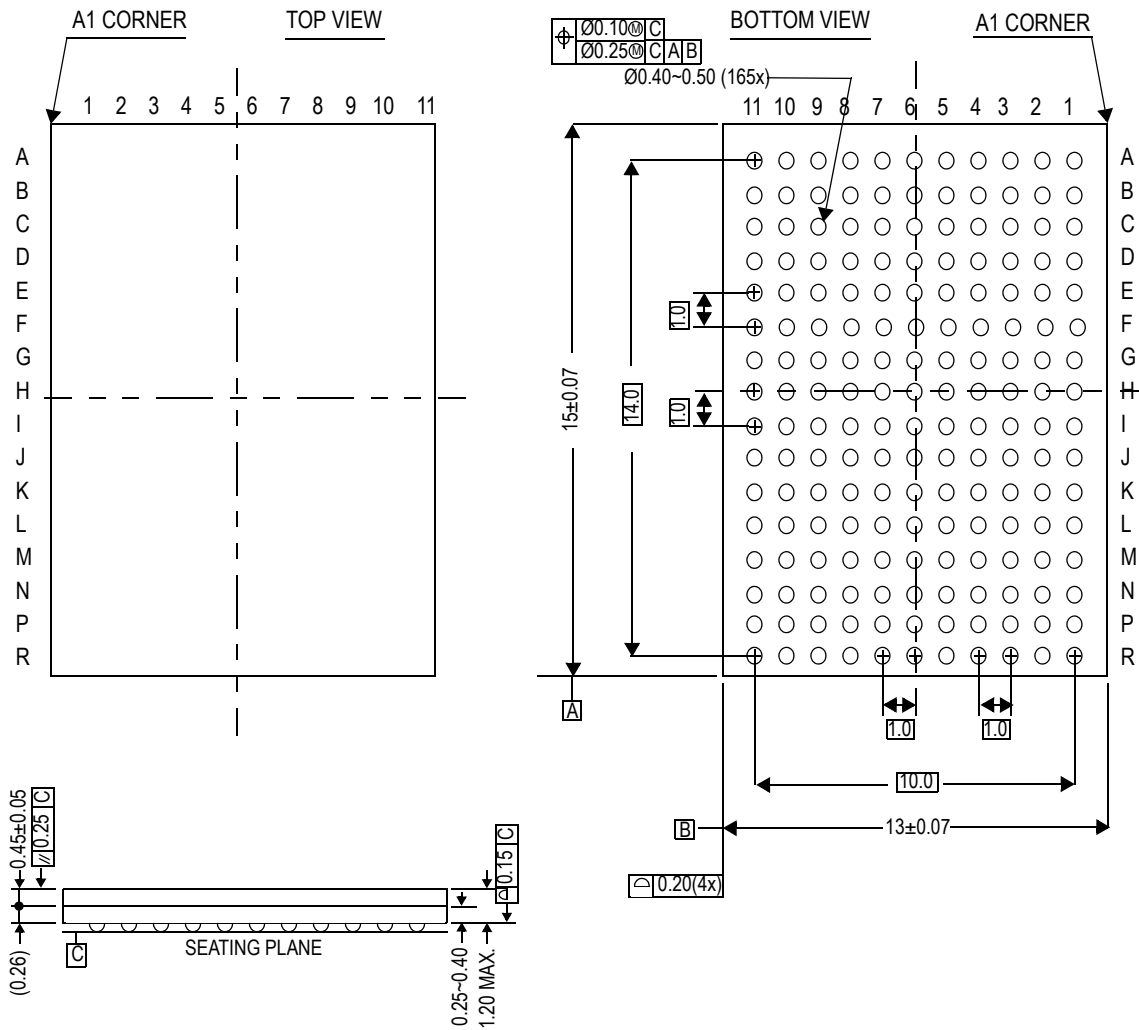 A1 CORNER
TOP VIEW
1 2 3 4 5 6 7 8 9 10 11
A
B
C
D
E
F
G
H
I
J
K
L
M
N
P
R
⌖ Ø0.10Ⓜ C
Ø0.25Ⓜ C A B
Ø0.40~0.50 (165x)
BOTTOM VIEW
A1 CORNER
11 10 9 8 7 6 5 4 3 2 1
A
B
C
D
E
F
G
H
I
J
K
L
M
N
P
R
15±0.07
14.0
1.0
1.0
A
1.0
1.0
10.0
B
13±0.07
⌓ 0.20(4x)
0.45±0.05
⫽ 0.25 C
(0.26)
C
SEATING PLANE
⌓ 0.15 C
0.25~0.40
1.20 MAX.